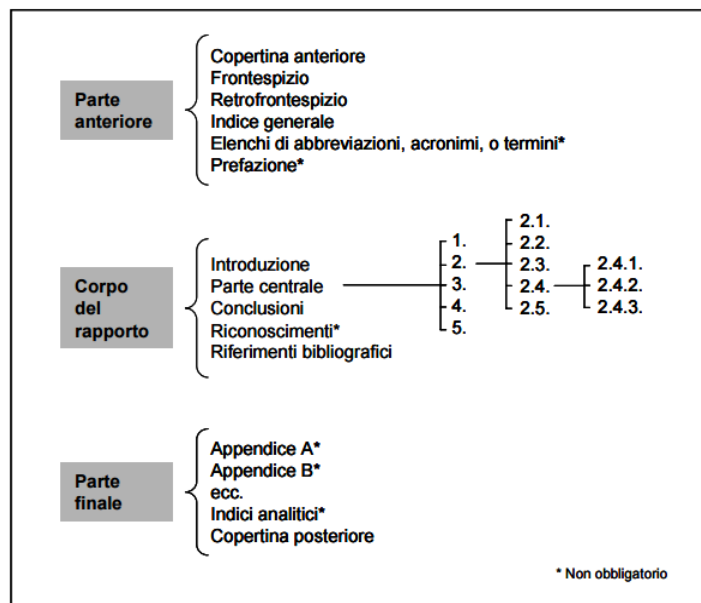 Parte
anteriore
Copertina anteriore
Frontespizio
Retrofrontespizio
Indice generale
Elenchi di abbreviazioni, acronimi, o termini*
Prefazione*
Corpo
del
rapporto
Introduzione
Parte centrale
Conclusioni
Riconoscimenti*
Riferimenti bibliografici
1.
2.
3.
4.
5.
2.1.
2.2.
2.3.
2.4.
2.5.
2.4.1.
2.4.2.
2.4.3.
Parte
finale
Appendice A*
Appendice B*
ecc.
Indici analitici*
Copertina posteriore
* Non obbligatorio